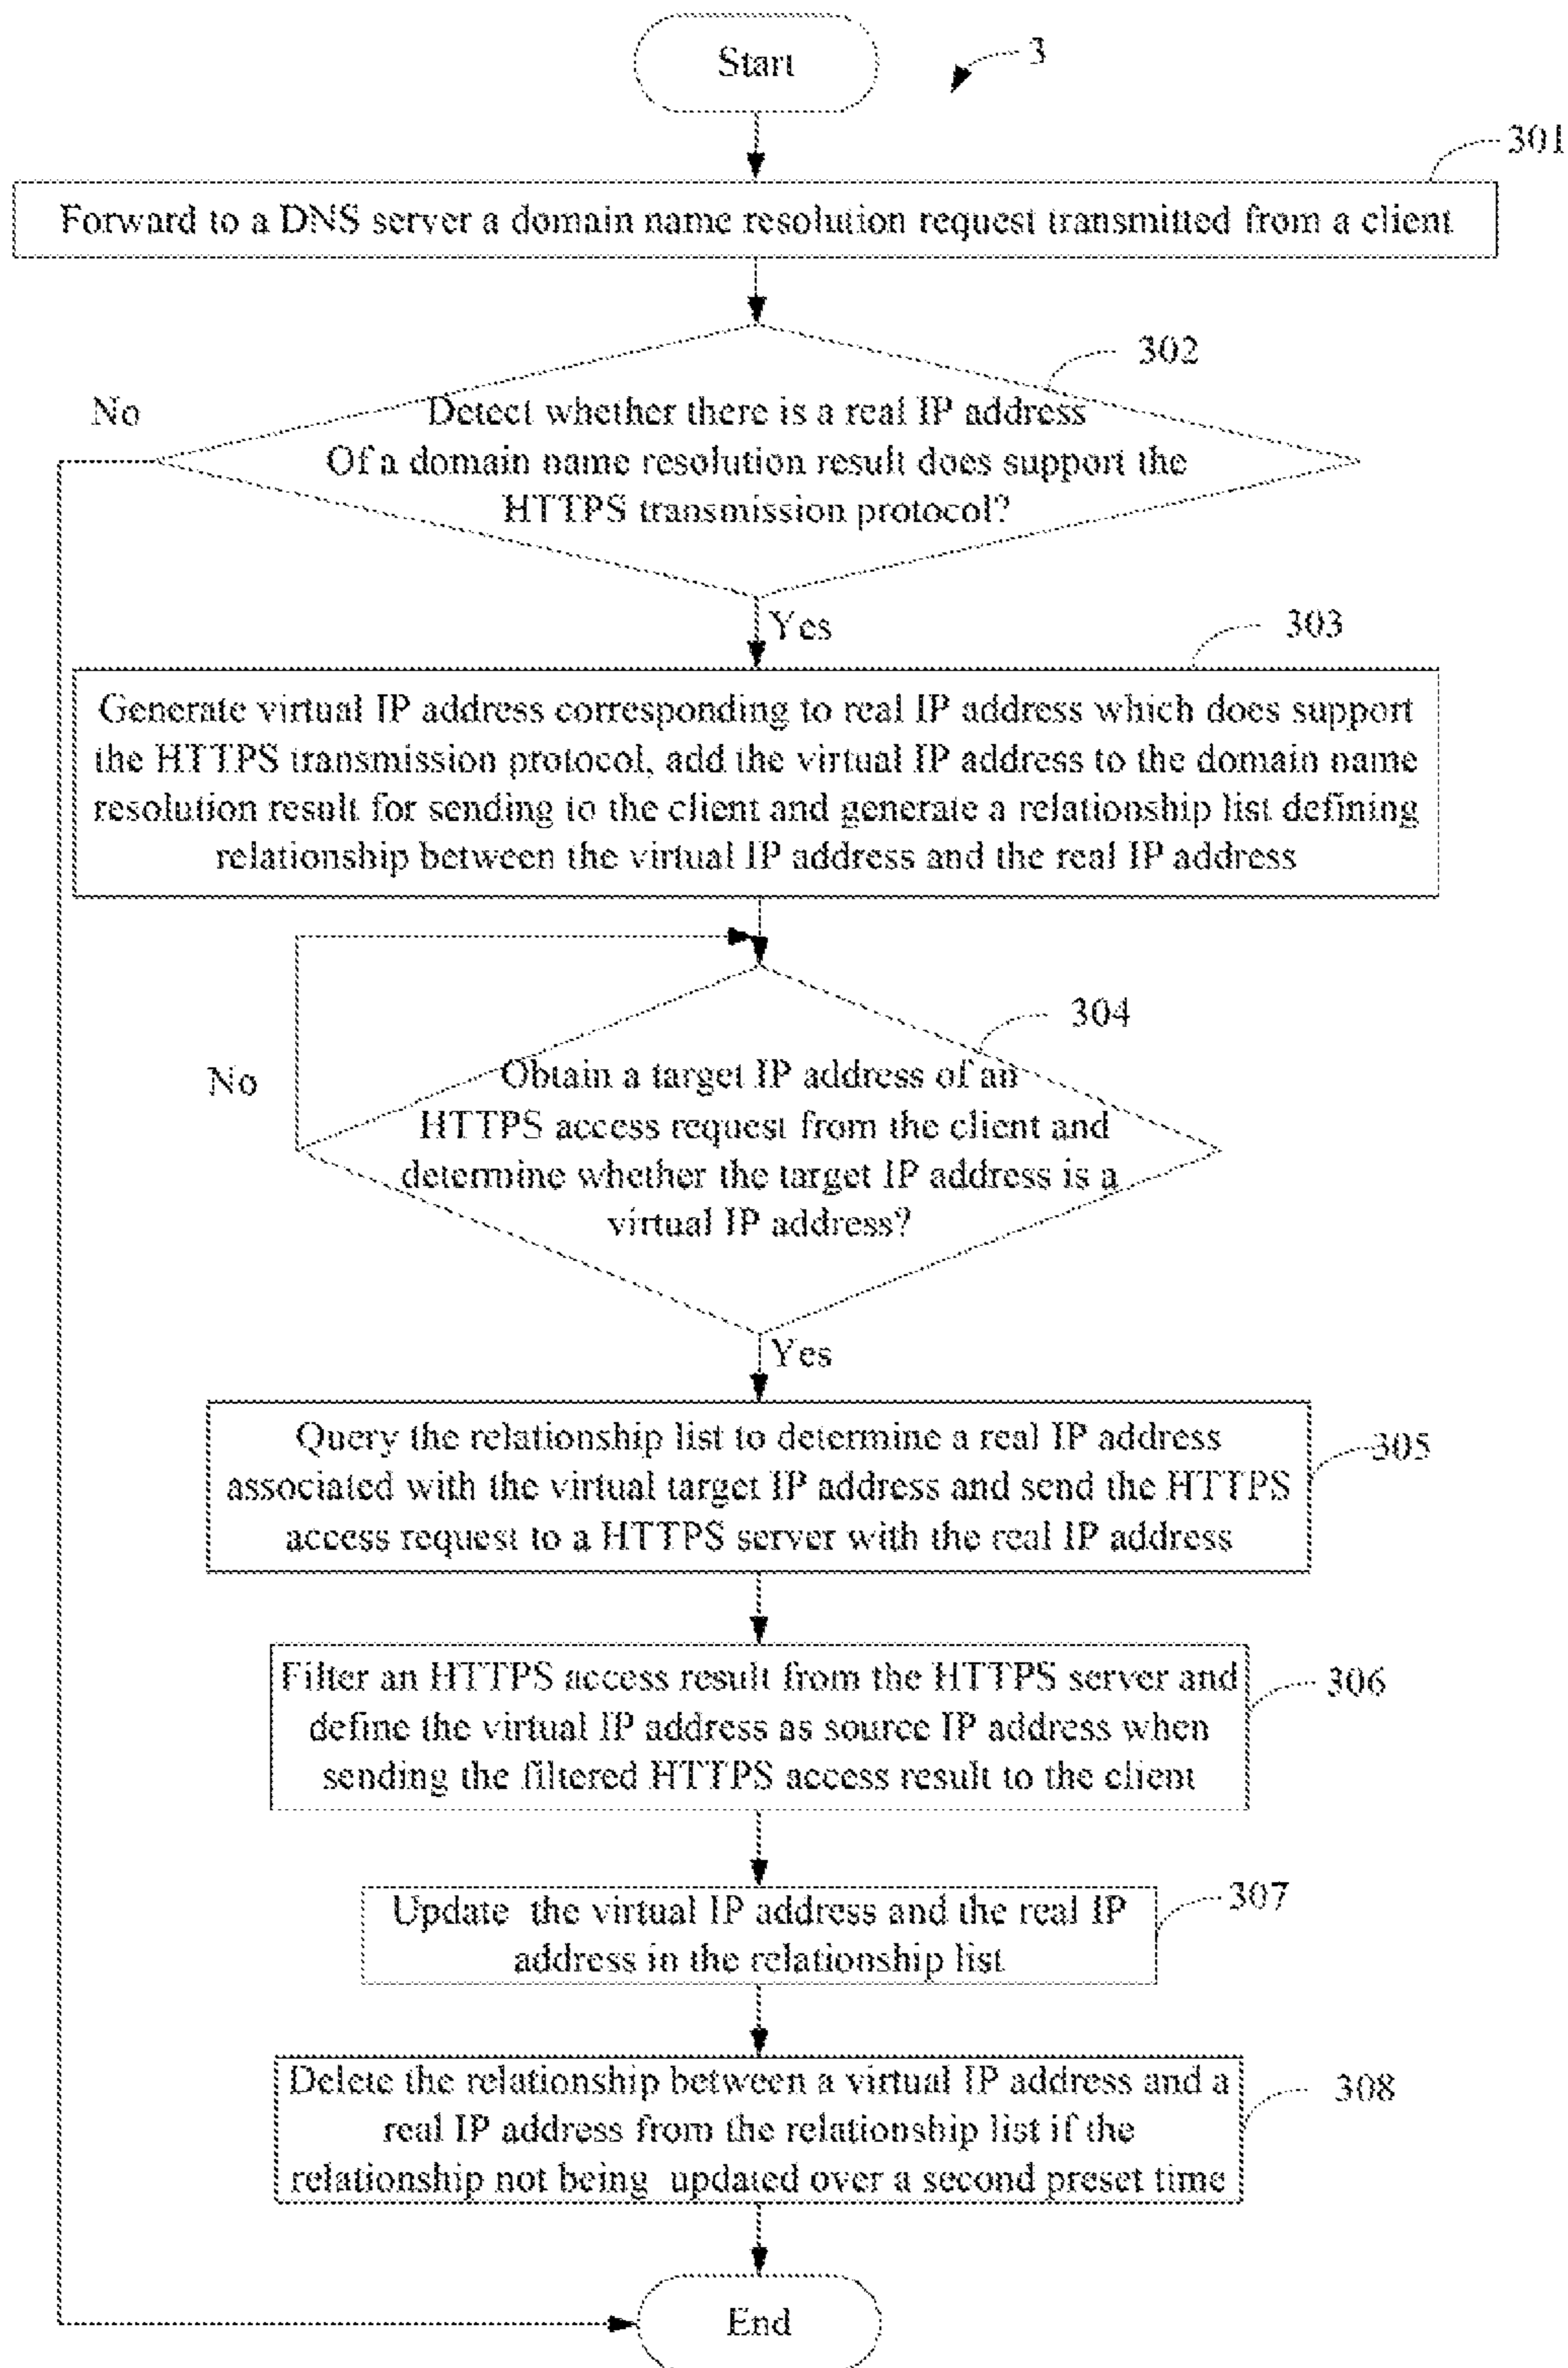 Start
3
301
Forward to a DNS server a domain name resolution request transmitted from a client
302
No
Detect whether there is a real IP address
Of a domain name resolution result does support the
HTTPS transmission protocol?
Yes
303
Generate virtual IP address corresponding to real IP address which does support
the HTTPS transmission protocol, add the virtual IP address to the domain name
resolution result for sending to the client and generate a relationship list defining
relationship between the virtual IP address and the real IP address
304
No
Obtain a target IP address of an
HTTPS access request from the client and
determine whether the target IP address is a
virtual IP address?
Yes
Query the relationship list to determine a real IP address
associated with the virtual target IP address and send the HTTPS
access request to a HTTPS server with the real IP address
305
Filter an HTTPS access result from the HTTPS server and
define the virtual IP address as source IP address when
sending the filtered HTTPS access result to the client
306
Update the virtual IP address and the real IP
address in the relationship list
307
Delete the relationship between a virtual IP address and a
real IP address from the relationship list if the
relationship not being updated over a second preset time
308
End